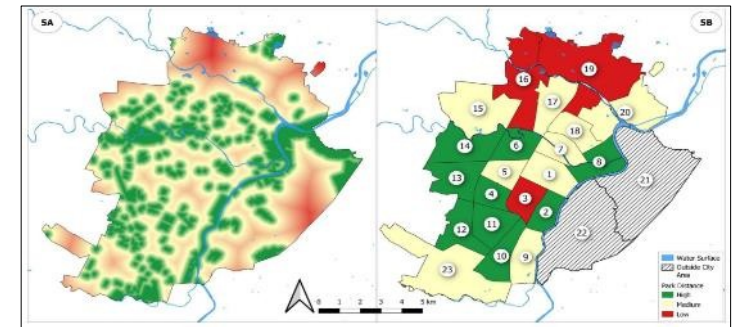 5A
5B
19
16
17
15
20
18
14
6
7
8
5
1
21
13
4
3
2
11
12
22
10
9
23
0 1 2 3 4 5 km
Water Surface
Outside City
Area
Park Distance
High
Medium
Low